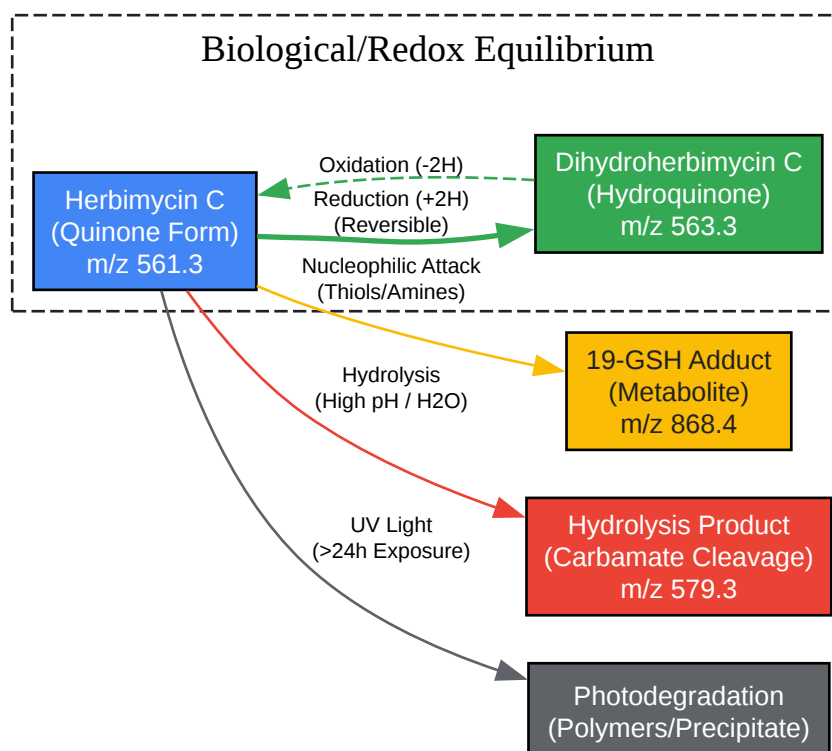 Biological/Redox Equilibrium
Oxidation (-2H)
Reduction (+2H)
(Reversible)
Herbimycin C
(Quinone Form)
m/z 561.3
Dihydroherbimycin C
(Hydroquinone)
m/z 563.3
Nucleophilic Attack
(Thiols/Amines)
19-GSH Adduct
(Metabolite)
m/z 868.4
Hydrolysis
(High pH / H2O)
Hydrolysis Product
(Carbamate Cleavage)
m/z 579.3
UV Light
(>24h Exposure)
Photodegradation
(Polymers/Precipitate)